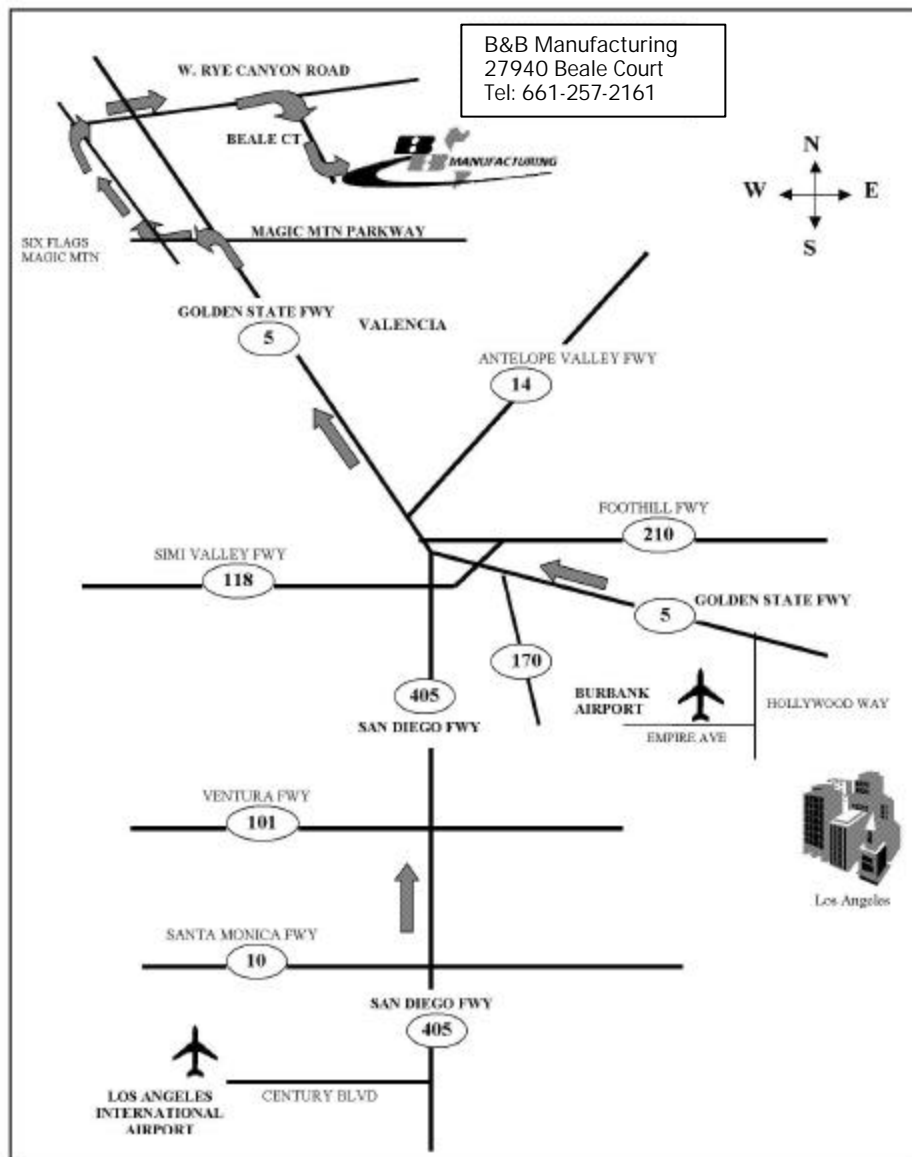 B&B Manufacturing
27940 Beale Court
Tel: 661-257-2161
W. RYE CANYON ROAD
BEALE CT
B
B
MANUFACTURING
N
W
E
S
SIX FLAGS
MAGIC MTN
MAGIC MTN PARKWAY
GOLDEN STATE FWY
5
VALENCIA
ANTELOPE VALLEY FWY
14
FOOTHILL FWY
210
SIMI VALLEY FWY
118
GOLDEN STATE FWY
5
170
405
SAN DIEGO FWY
BURBANK
AIRPORT
HOLLYWOOD WAY
EMPIRE AVE
VENTURA FWY
101
Los Angeles
SANTA MONICA FWY
10
SAN DIEGO FWY
405
LOS ANGELES
INTERNATIONAL
AIRPORT
CENTURY BLVD